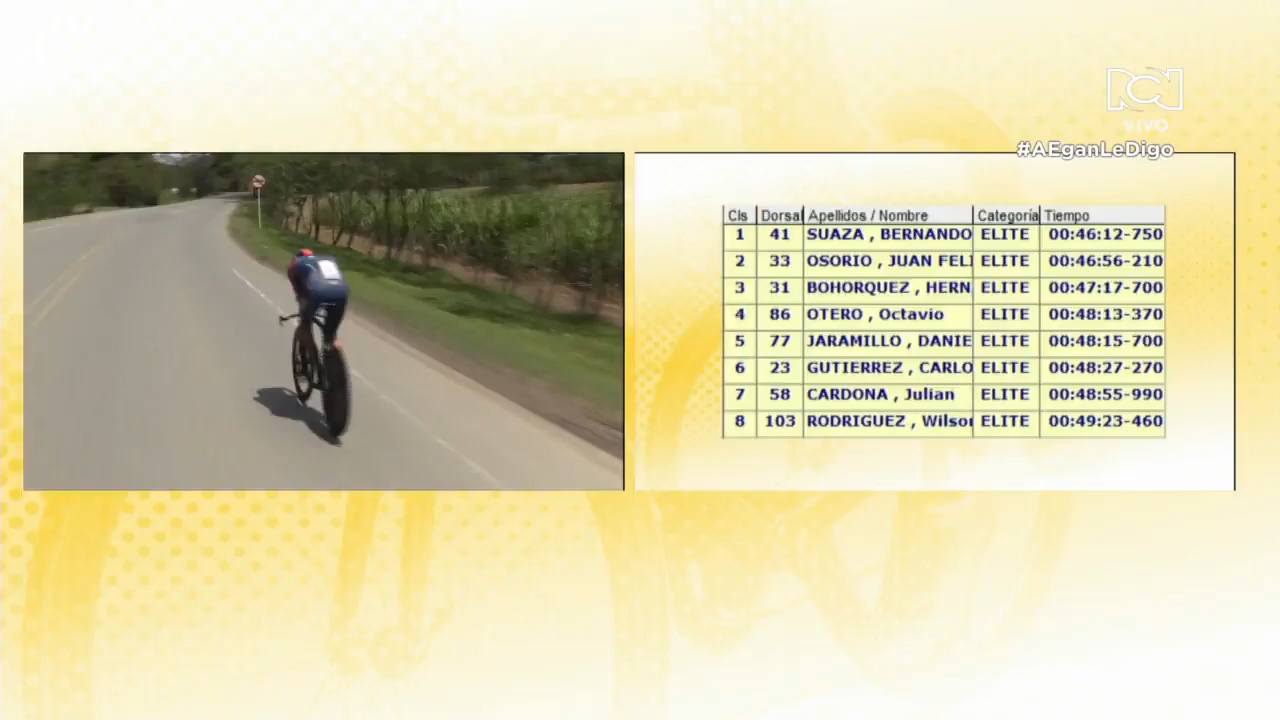 RCN
VIVO
#AEganLeDigo
Cls Dorsal Apellidos / Nombre Categoría Tiempo
1 41 SUAZA , BERNANDO ELITE 00:46:12-750
2 33 OSORIO , JUAN FELI ELITE 00:46:56-210
3 31 BOHORQUEZ , HERN ELITE 00:47:17-700
4 86 OTERO , Octavio ELITE 00:48:13-370
5 77 JARAMILLO , DANIE ELITE 00:48:15-700
6 23 GUTIERREZ , CARLO ELITE 00:48:27-270
7 58 CARDONA , Julian ELITE 00:48:55-990
8 103 RODRIGUEZ , Wilson ELITE 00:49:23-460